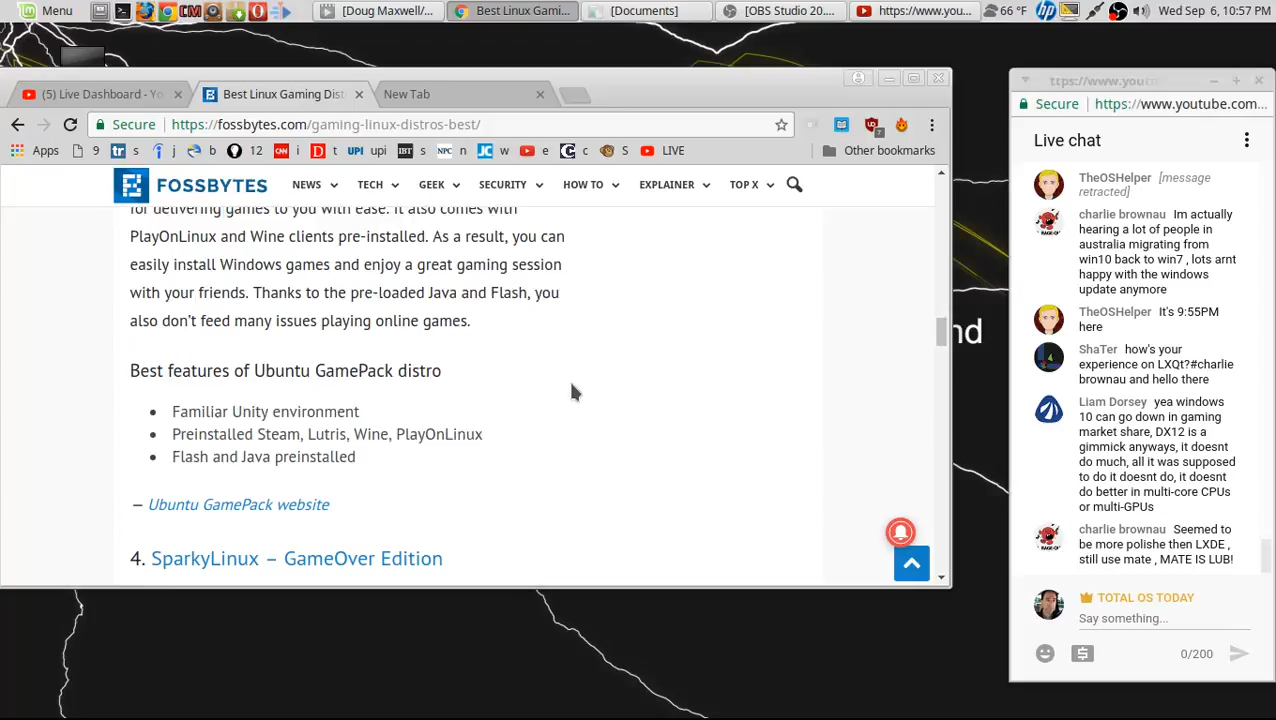 Menu
[Doug Maxwell/...
Best Linux Gami...
[Documents]
[OBS Studio 20....
https://www.you...
66 °F
Wed Sep 6, 10:57 PM
(5) Live Dashboard - Yo
Best Linux Gaming Dist
New Tab
Secure
https://fossbytes.com/gaming-linux-distros-best/
Apps 9 s j b 12 i t UPI upi IBT s NPC n JC w e C c S LIVE
Other bookmarks
FOSSBYTES
NEWS TECH GEEK SECURITY HOW TO EXPLAINER TOP X
for delivering games to you with ease. It also comes with
PlayOnLinux and Wine clients pre-installed. As a result, you can
easily install Windows games and enjoy a great gaming session
with your friends. Thanks to the pre-loaded Java and Flash, you
also don’t feed many issues playing online games.
Best features of Ubuntu GamePack distro
• Familiar Unity environment
• Preinstalled Steam, Lutris, Wine, PlayOnLinux
• Flash and Java preinstalled
– Ubuntu GamePack website
4. SparkyLinux – GameOver Edition
nd
Secure
https://www.youtube.com...
Live chat
TheOSHelper [message
retracted]
charlie brownau Im actually
hearing a lot of people in
australia migrating from
win10 back to win7 , lots arnt
happy with the windows
update anymore
TheOSHelper It's 9:55PM
here
ShaTer how's your
experience on LXQt?#charlie
brownau and hello there
Liam Dorsey yea windows
10 can go down in gaming
market share, DX12 is a
gimmick anyways, it doesnt
do much, all it was supposed
to do it doesnt do, it doesnt
do better in multi-core CPUs
or multi-GPUs
charlie brownau Seemed to
be more polishe then LXDE ,
still use mate , MATE IS LUB!
TOTAL OS TODAY
Say something...
0/200